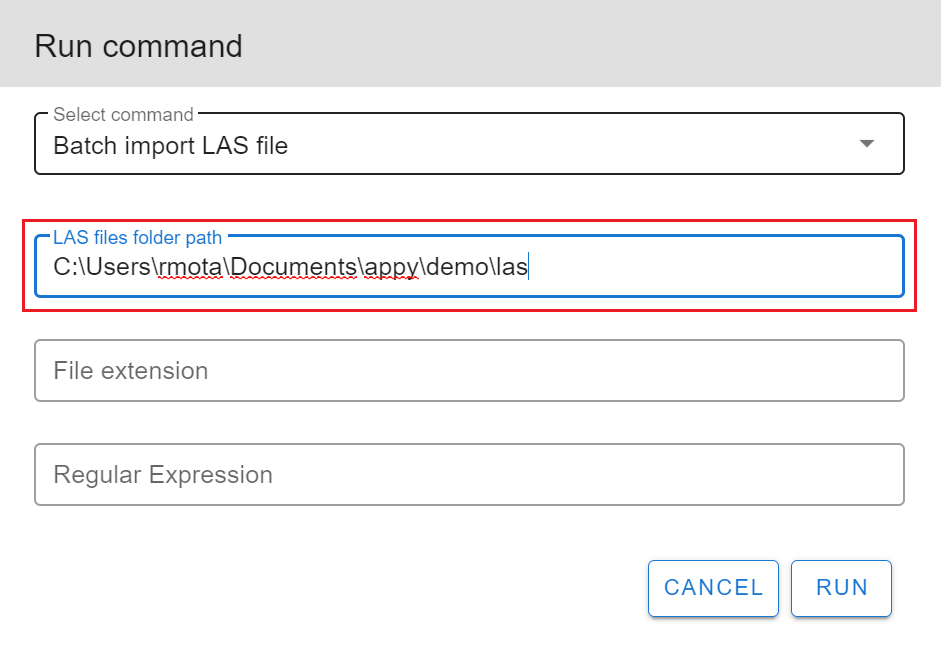 Run command
Select command
Batch import LAS file
LAS files folder path
C:\Users\rmota\Documents\appy\demo\las
File extension
Regular Expression
CANCEL RUN